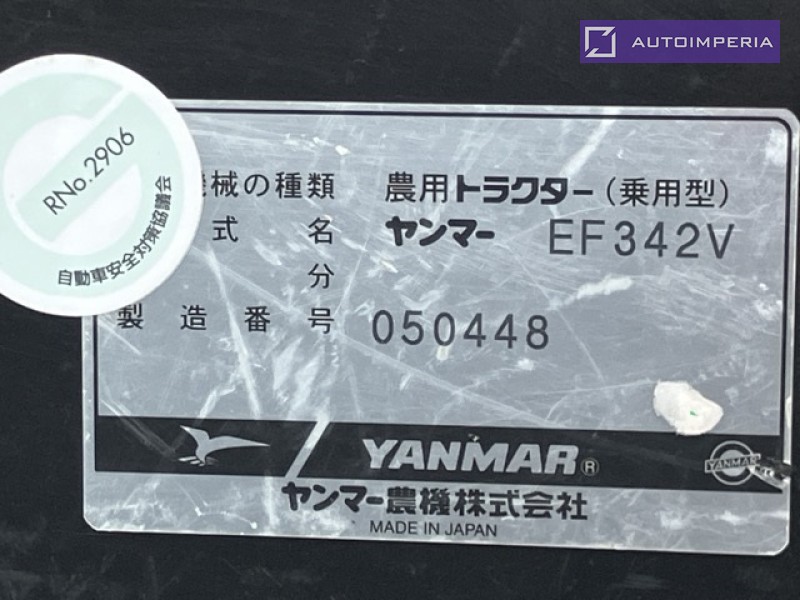 AUTOIMPERIA
RNo.2906
自動車安全対策協議会
械の種類 農用トラクター(乗用型)
式名 ヤンマー EF342V
分
製造番号 050448
YANMAR®
YANMAR
ヤンマー農機株式会社
MADE IN JAPAN